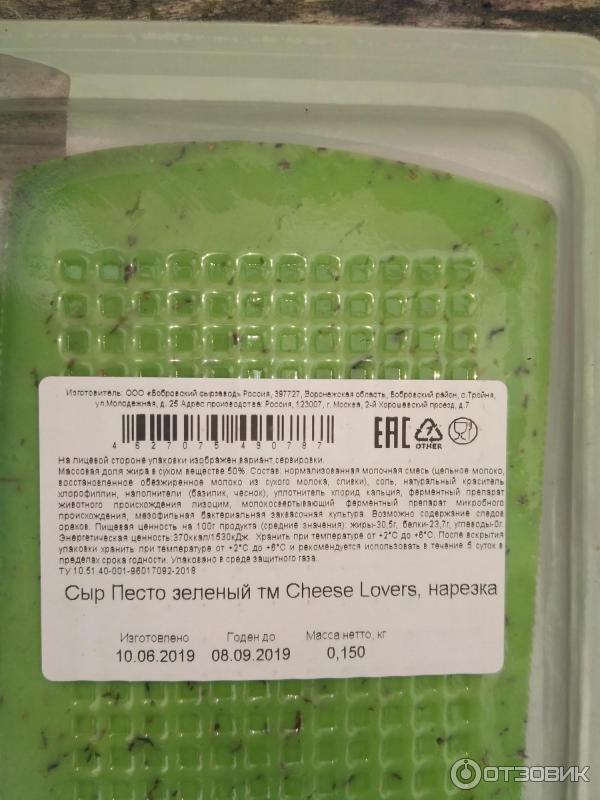 Изготовитель: ООО «Бобровский сырзавод» Россия, 397727, Воронежская область, Бобровский район, с.Тройня,
ул.Молодежная, д. 25 Адрес производства: Россия, 123007, г. Москва, 2-й Хорошевский проезд, д.7
4 627075 490787
EAC
OTHER
На лицевой стороне упаковки изображен вариант сервировки.
Массовая доля жира в сухом веществе 50%. Состав: нормализованная молочная смесь (цельное молоко,
восстановленное обезжиренное молоко из сухого молока, сливки), соль, натуральный краситель
хлорофиллин, наполнители (базилик, чеснок), уплотнитель хлорид кальция, ферментный препарат
животного происхождения лизоцим, молокосвертывающий ферментный препарат микробного
происхождения, мезофильная бактериальная заквасочная культура. Возможно содержание следов
орехов. Пищевая ценность на 100г продукта (средние значения): жиры-30,5г, белки-23,7г, углеводы-0г.
Энергетическая ценность:370ккал/1530кДж. Хранить при температуре от +2°С до +6°С. После вскрытия
упаковки хранить при температуре от +2°С до +6°С и рекомендуется использовать в течение 5 суток в
пределах срока годности. Упаковано в среде защитного газа.
ТУ 10.51.40-001-96017092-2018
Сыр Песто зеленый тм Cheese Lovers, нарезка
Изготовлено Годен до Масса нетто, кг
10.06.2019 08.09.2019 0,150
ОТЗОВИК